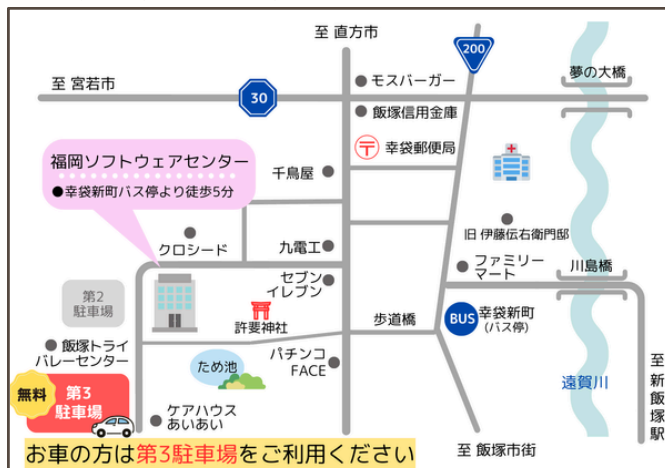 至 直方市
200
至 宮若市
30
モスバーガー
夢の大橋
飯塚信用金庫
幸袋郵便局
福岡ソフトウェアセンター
●幸袋新町バス停より徒歩5分
千鳥屋
クロシード
九電工
旧 伊藤伝右衛門邸
セブン
イレブン
ファミリー
マート
川島橋
第2
駐車場
許斐神社
歩道橋
BUS
幸袋新町
(バス停)
飯塚トライ
バレーセンター
ため池
パチンコ
FACE
遠賀川
至 新飯塚駅
無料
第3
駐車場
ケアハウス
あいあい
至 飯塚市街
お車の方は第3駐車場をご利用ください